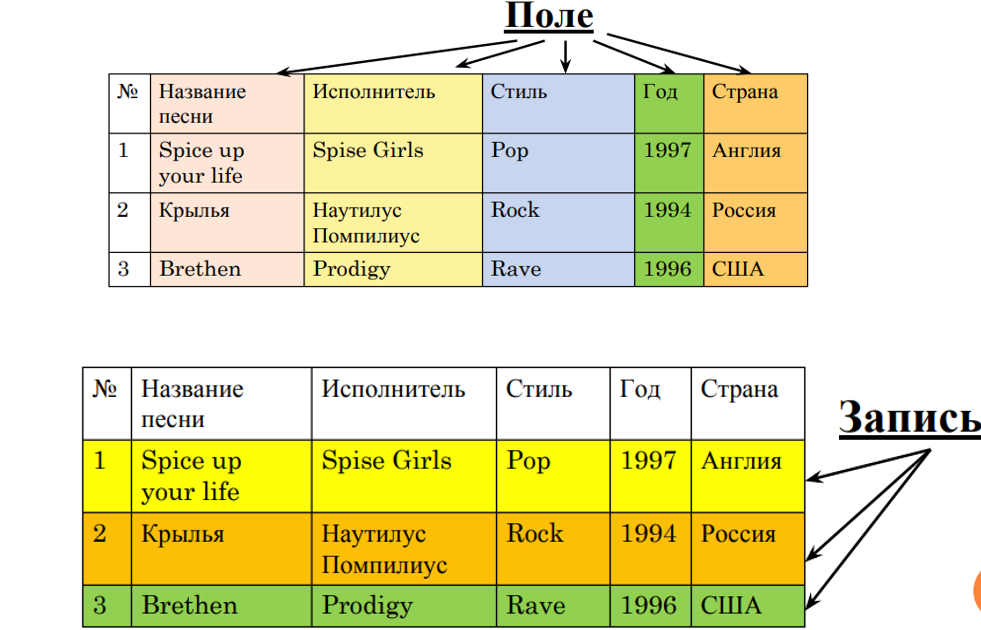 Поле
№ Название песни Исполнитель Стиль Год Страна
1 Spice up your life Spise Girls Pop 1997 Англия
2 Крылья Наутилус Помпилиус Rock 1994 Россия
3 Brethen Prodigy Rave 1996 США
№ Название песни Исполнитель Стиль Год Страна
Запись
1 Spice up your life Spise Girls Pop 1997 Англия
2 Крылья Наутилус Помпилиус Rock 1994 Россия
3 Brethen Prodigy Rave 1996 США